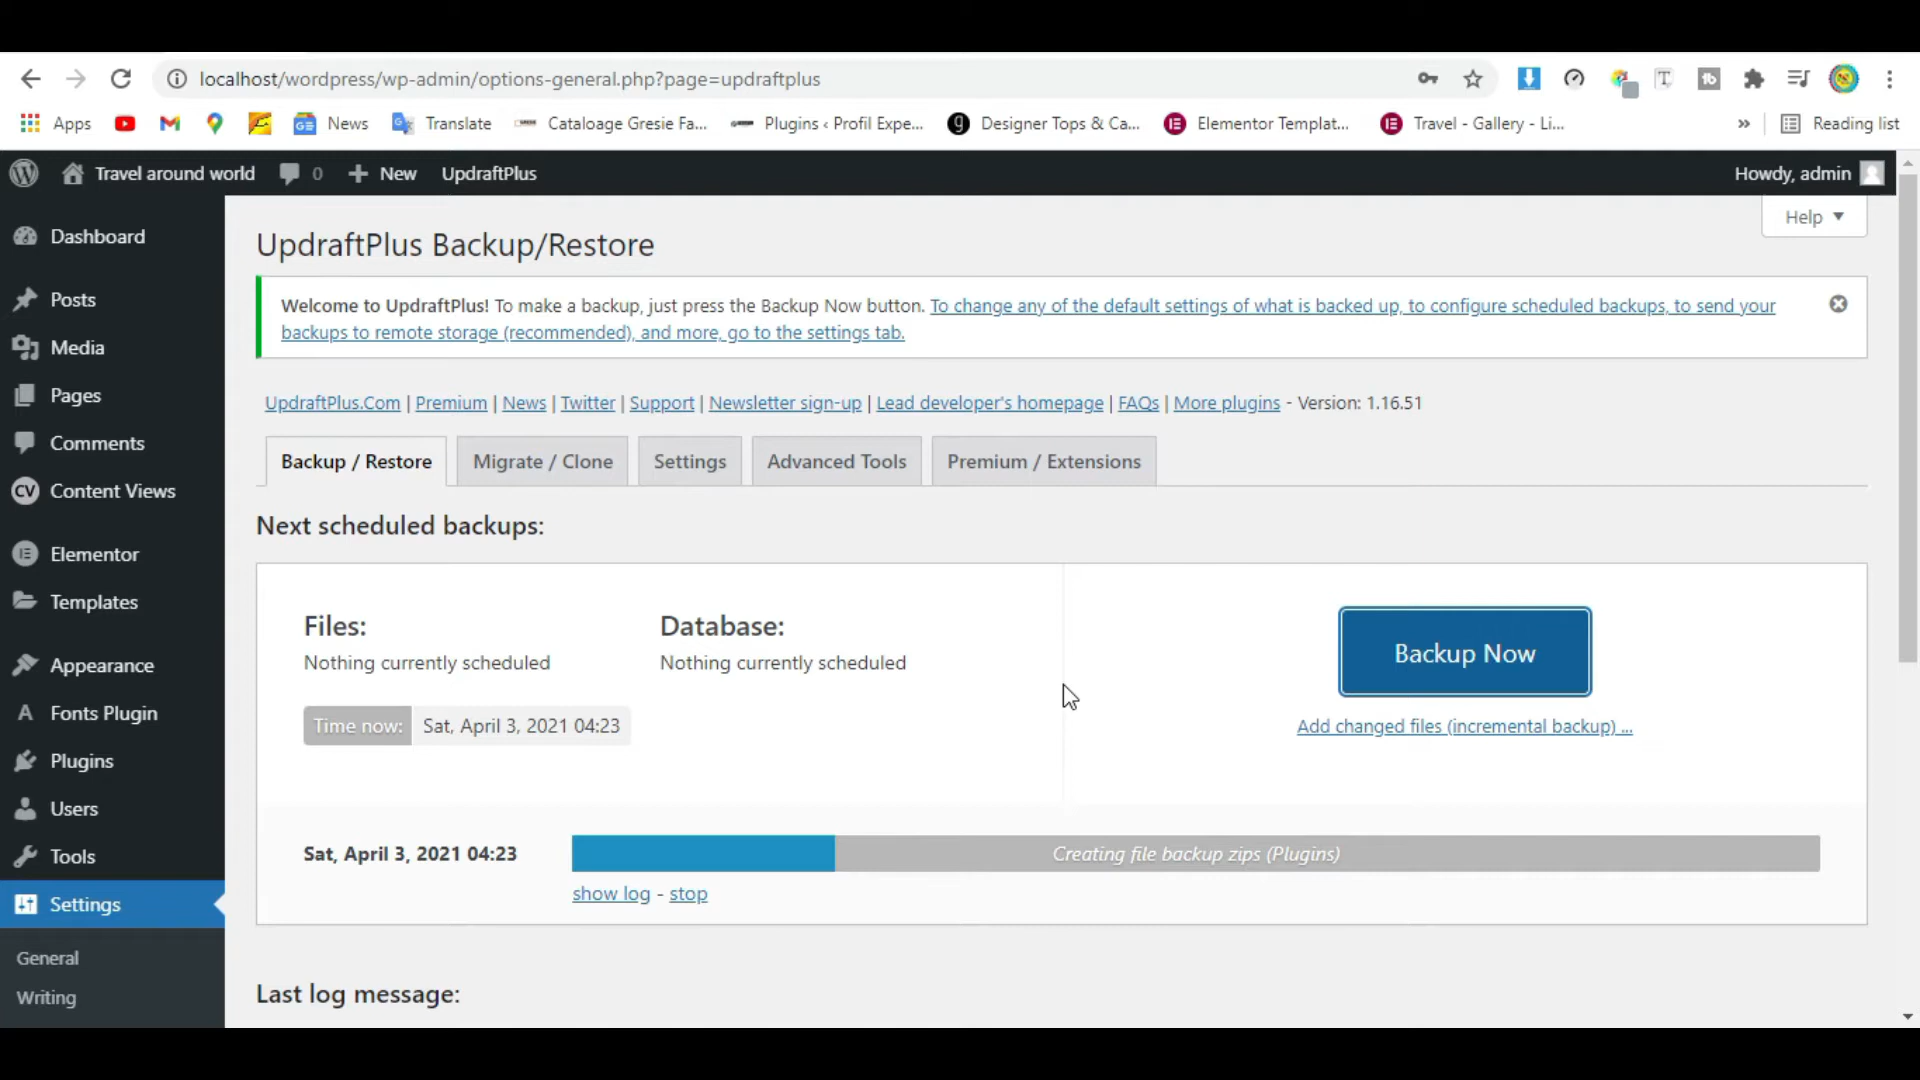 localhost/wordpress/wp-admin/options-general.php?page=updraftplus
Apps News Translate Cataloage Gresie Fa... Plugins ‹ Profil Expe... Designer Tops & Ca... Elementor Templat... Travel - Gallery - Li... » Reading list
Travel around world 0 New UpdraftPlus Howdy, admin
Help
Dashboard
Posts
Media
Pages
Comments
Content Views
Elementor
Templates
Appearance
Fonts Plugin
Plugins
Users
Tools
Settings
General
Writing
UpdraftPlus Backup/Restore
Welcome to UpdraftPlus! To make a backup, just press the Backup Now button. To change any of the default settings of what is backed up, to configure scheduled backups, to send your
backups to remote storage (recommended), and more, go to the settings tab.
UpdraftPlus.Com | Premium | News | Twitter | Support | Newsletter sign-up | Lead developer's homepage | FAQs | More plugins - Version: 1.16.51
Backup / Restore Migrate / Clone Settings Advanced Tools Premium / Extensions
Next scheduled backups:
Files: Database:
Nothing currently scheduled Nothing currently scheduled
Time now: Sat, April 3, 2021 04:23
Backup Now
Add changed files (incremental backup) ...
Sat, April 3, 2021 04:23 Creating file backup zips (Plugins)
show log - stop
Last log message: